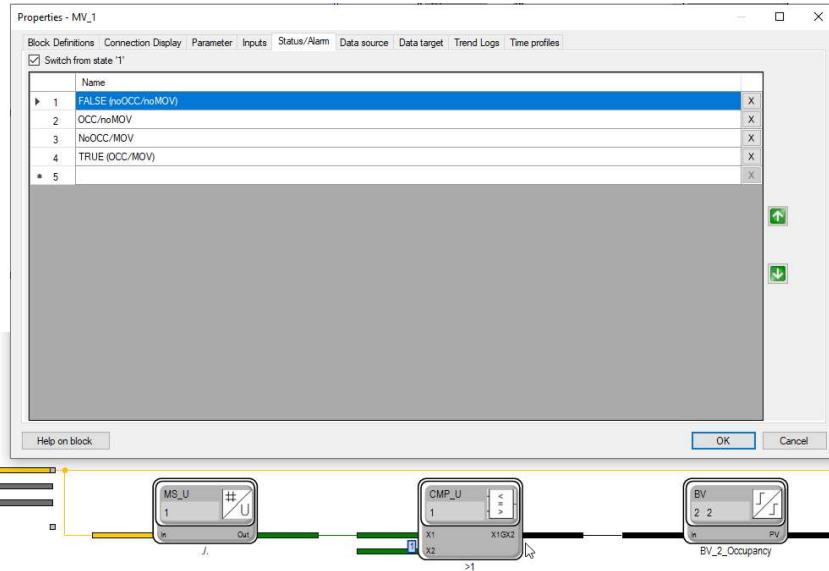 Properties - MV_1
Block Definitions Connection Display Parameter Inputs Status/Alarm Data source Data target Trend Logs Time profiles
Switch from state '1'
Name
1 FALSE (noOCC/noMOV) X
2 OCC/noMOV X
3 NoOCC/MOV X
4 TRUE (OCC/MOV) X
5 X
Help on block OK Cancel
MS_U # U CMP_U < = > BV
1 1 2 2
In Out X1 X1GX2 In PV
1 X2
./. >1 BV_2_Occupancy